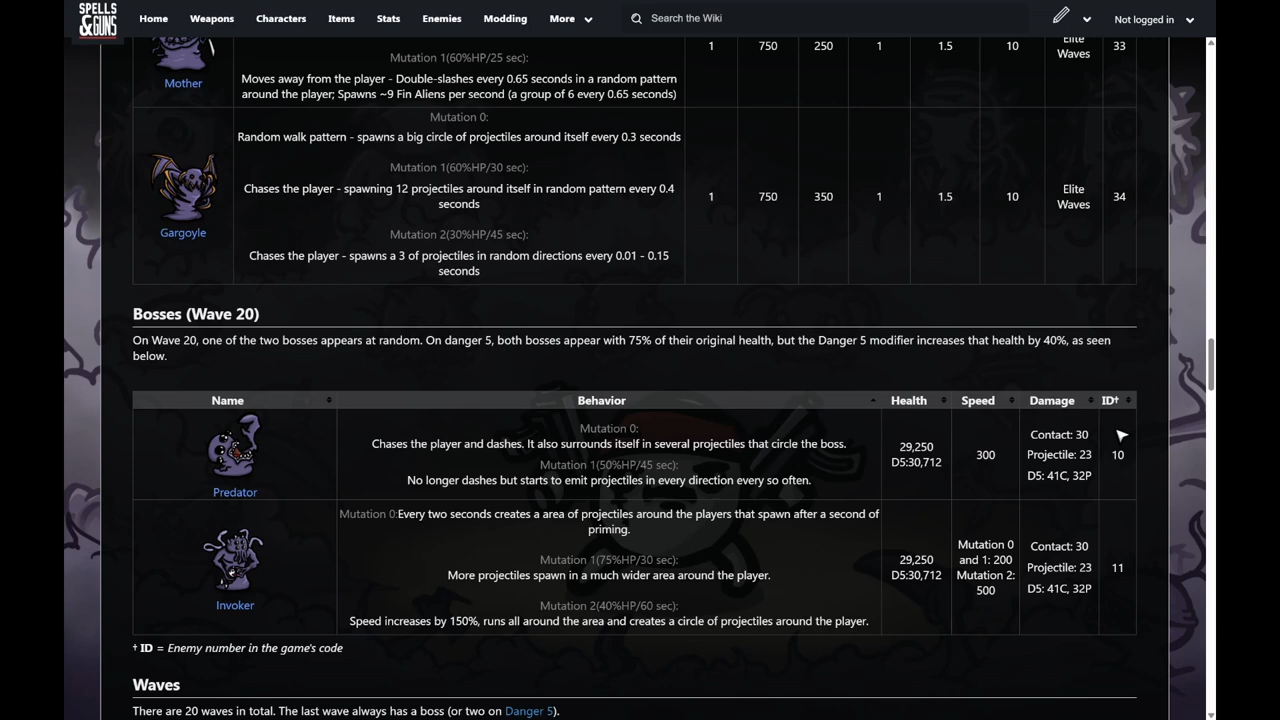 SPELLS
&GUNS
Home Weapons Characters Items Stats Enemies Modding More Search the Wiki Not logged in
Mother
Mutation 1(60%HP/25 sec):
Moves away from the player - Double-slashes every 0.65 seconds in a random pattern
around the player; Spawns ~9 Fin Aliens per second (a group of 6 every 0.65 seconds)
1 750 250 1 1.5 10
Elite
Waves
33
Gargoyle
Mutation 0:
Random walk pattern - spawns a big circle of projectiles around itself every 0.3 seconds
Mutation 1(60%HP/30 sec):
Chases the player - spawning 12 projectiles around itself in random pattern every 0.4
seconds
Mutation 2(30%HP/45 sec):
Chases the player - spawns a 3 of projectiles in random directions every 0.01 - 0.15
seconds
1 750 350 1 1.5 10
Elite
Waves
34
Bosses (Wave 20)
On Wave 20, one of the two bosses appears at random. On danger 5, both bosses appear with 75% of their original health, but the Danger 5 modifier increases that health by 40%, as seen
below.
Name Behavior Health Speed Damage ID†
Predator
Mutation 0:
Chases the player and dashes. It also surrounds itself in several projectiles that circle the boss.
Mutation 1(50%HP/45 sec):
No longer dashes but starts to emit projectiles in every direction every so often.
29,250
D5:30,712
300
Contact: 30
Projectile: 23
D5: 41C, 32P
10
Invoker
Mutation 0:Every two seconds creates a area of projectiles around the players that spawn after a second of
priming.
Mutation 1(75%HP/30 sec):
More projectiles spawn in a much wider area around the player.
Mutation 2(40%HP/60 sec):
Speed increases by 150%, runs all around the area and creates a circle of projectiles around the player.
29,250
D5:30,712
Mutation 0
and 1: 200
Mutation 2:
500
Contact: 30
Projectile: 23
D5: 41C, 32P
11
† ID = Enemy number in the game's code
Waves
There are 20 waves in total. The last wave always has a boss (or two on Danger 5).